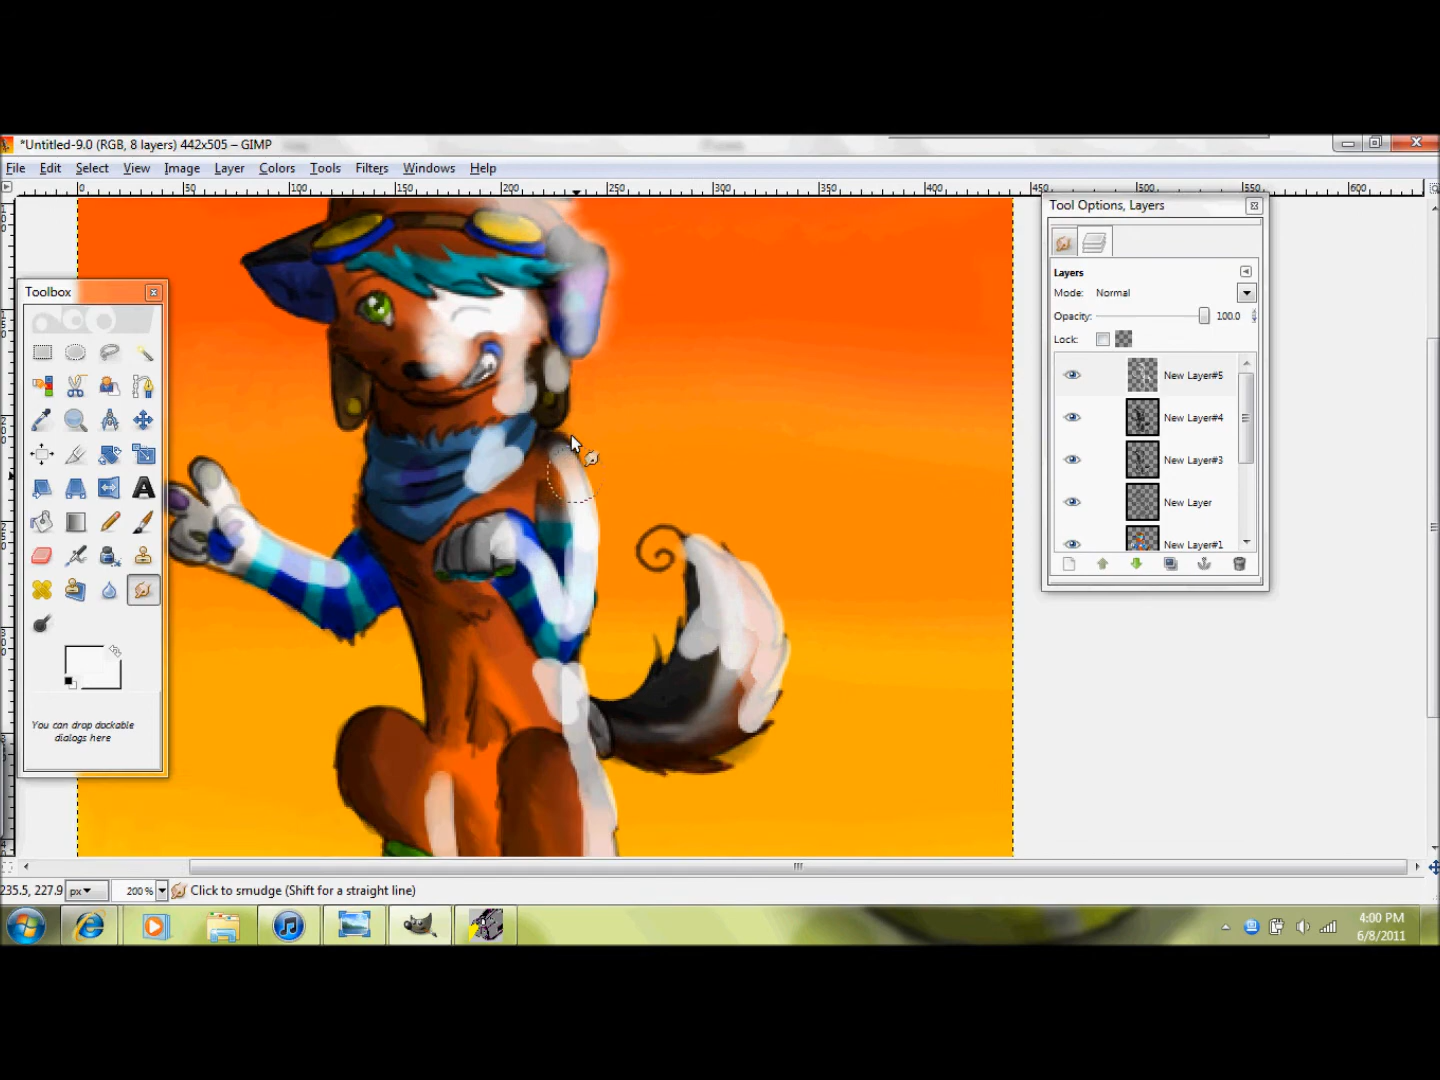 *Untitled-9.0 (RGB, 8 layers) 442x505 – GIMP
File Edit Select View Image Layer Colors Tools Filters Windows Help
0 50 100 150 200 250 300 350 400 450 500 550 600
Tool Options, Layers
Layers
Mode: Normal
Opacity: 100.0
Lock:
New Layer#5
New Layer#4
New Layer#3
New Layer
New Layer#1
Toolbox
You can drop dockable
dialogs here
235.5, 227.9 px 200% Click to smudge (Shift for a straight line)
4:00 PM
6/8/2011